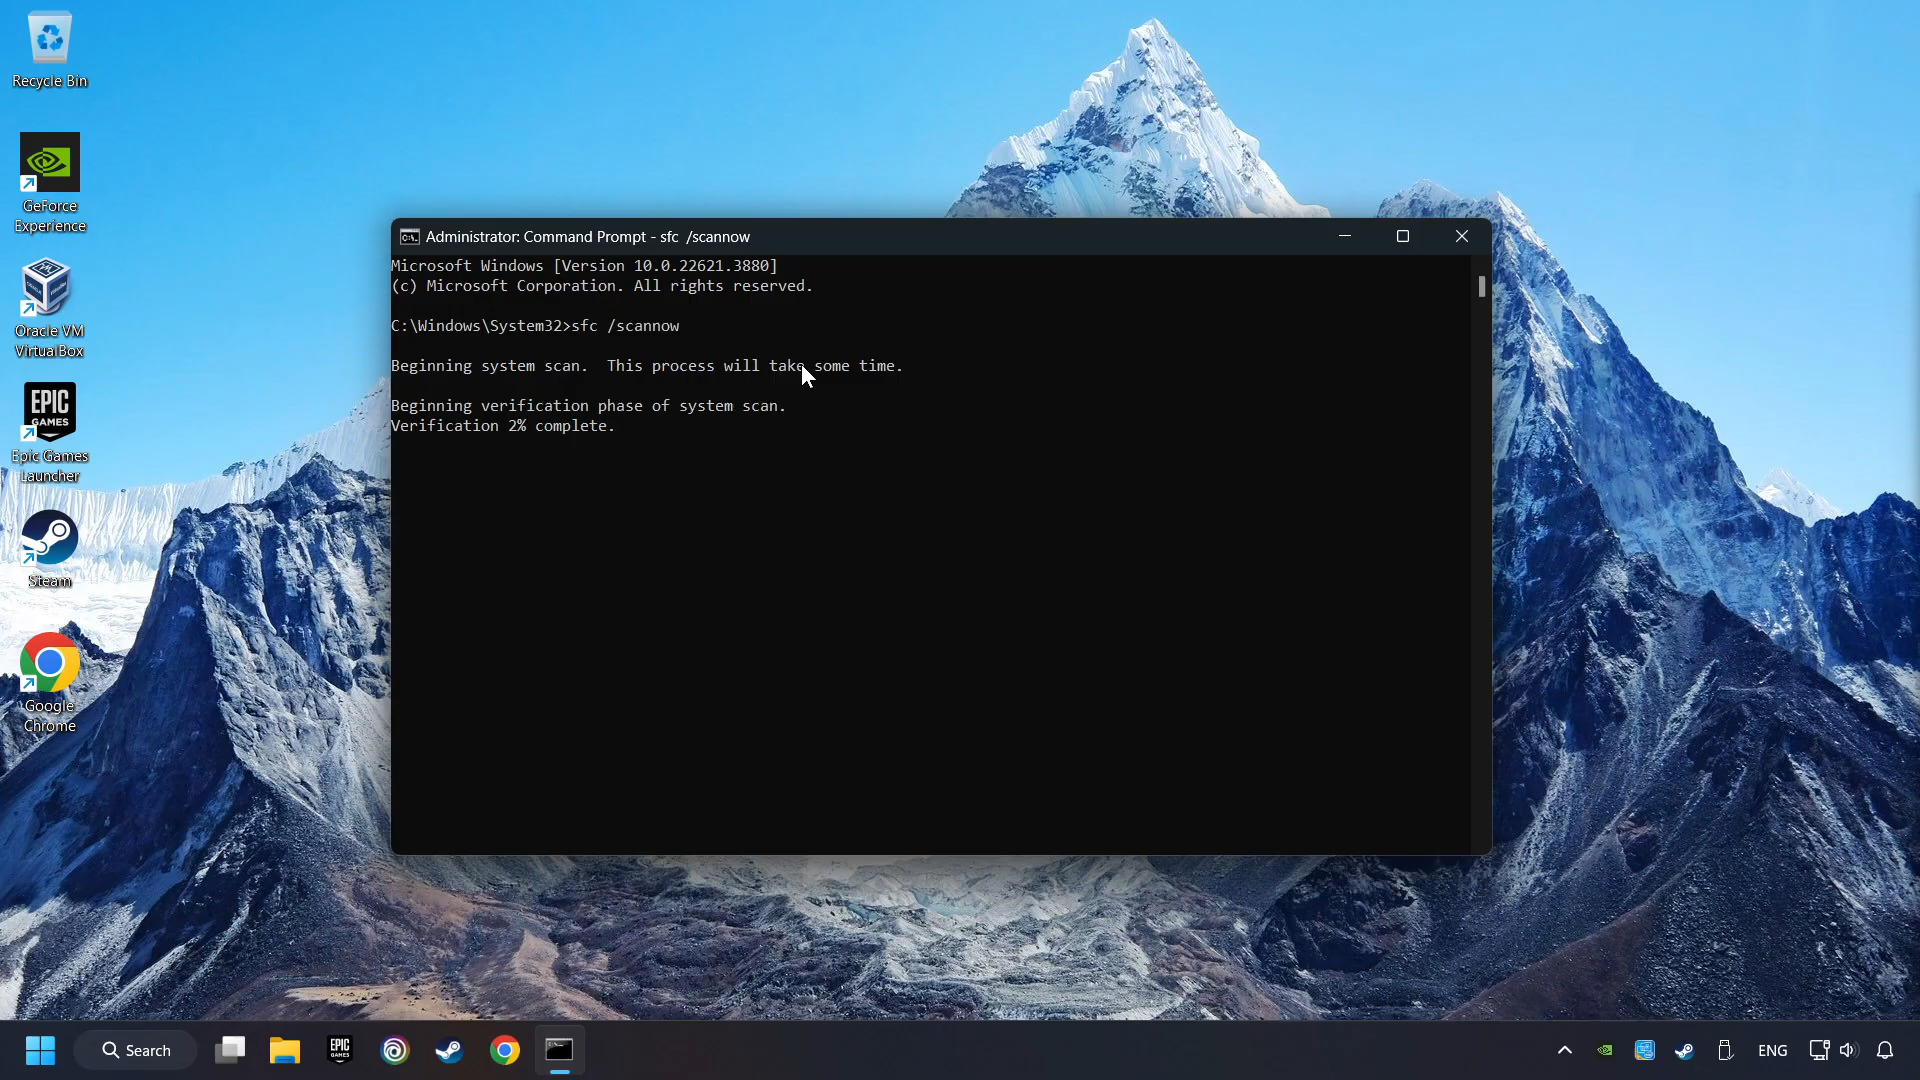 Recycle Bin
GeForce
Experience
Oracle VM
VirtualBox
EPIC
GAMES
Epic Games
Launcher
Steam
Google
Chrome
Administrator: Command Prompt - sfc  /scannow
Microsoft Windows [Version 10.0.22621.3880]
(c) Microsoft Corporation. All rights reserved.
C:\Windows\System32>sfc /scannow
Beginning system scan.  This process will take some time.
Beginning verification phase of system scan.
Verification 2% complete.
Search
EPIC
GAMES
ENG